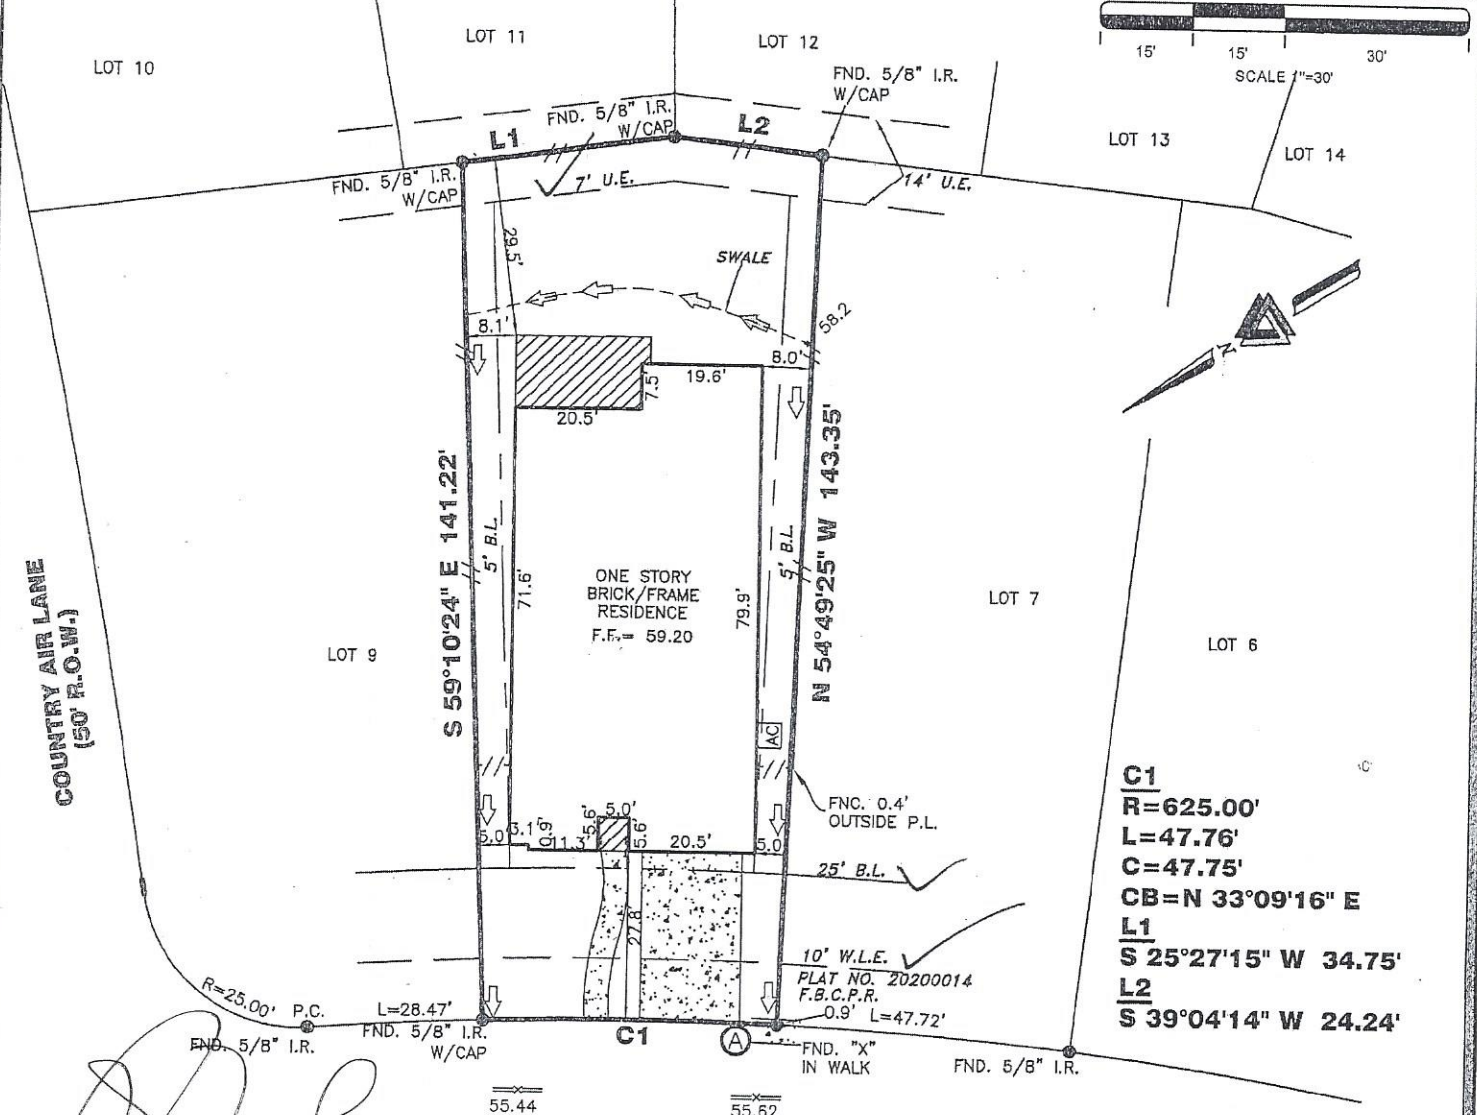 LOT 10
LOT 11
LOT 12
15'
15'
30'
SCALE 1"=30'
FND. 5/8" I.R.
W/CAP
FND. 5/8" I.R.
W/CAP
L1
L2
LOT 13
LOT 14
FND. 5/8" I.R.
W/CAP
7' U.E.
14' U.E.
29.5'
SWALE
58.2
8.1'
8.0'
19.6'
7.5'
20.5'
N
S 59°10'24" E 141.22'
N 54°49'25" W 143.35'
5' B.L.
5' B.L.
71.6'
79.9'
ONE STORY
BRICK/FRAME
RESIDENCE
F.F.= 59.20
LOT 9
LOT 7
LOT 6
COUNTRY AIR LANE
(50' R.O.W.)
AC
FNC. 0.4'
OUTSIDE P.L.
5.0'
3.1'
0.9'
11.3'
5.6'
5.0'
5.6'
20.5'
5.0
25' B.L.
27.8
10' W.L.E.
PLAT NO. 20200014
F.B.C.P.R.
0.9'
L=47.72'
C1
R=625.00'
L=47.76'
C=47.75'
CB=N 33°09'16" E
L1
S 25°27'15" W 34.75'
L2
S 39°04'14" W 24.24'
R=25.00'
P.C.
L=28.47'
FND. 5/8" I.R.
FND. 5/8" I.R.
W/CAP
C1
A
FND. "X"
IN WALK
FND. 5/8" I.R.
55.44
55.62